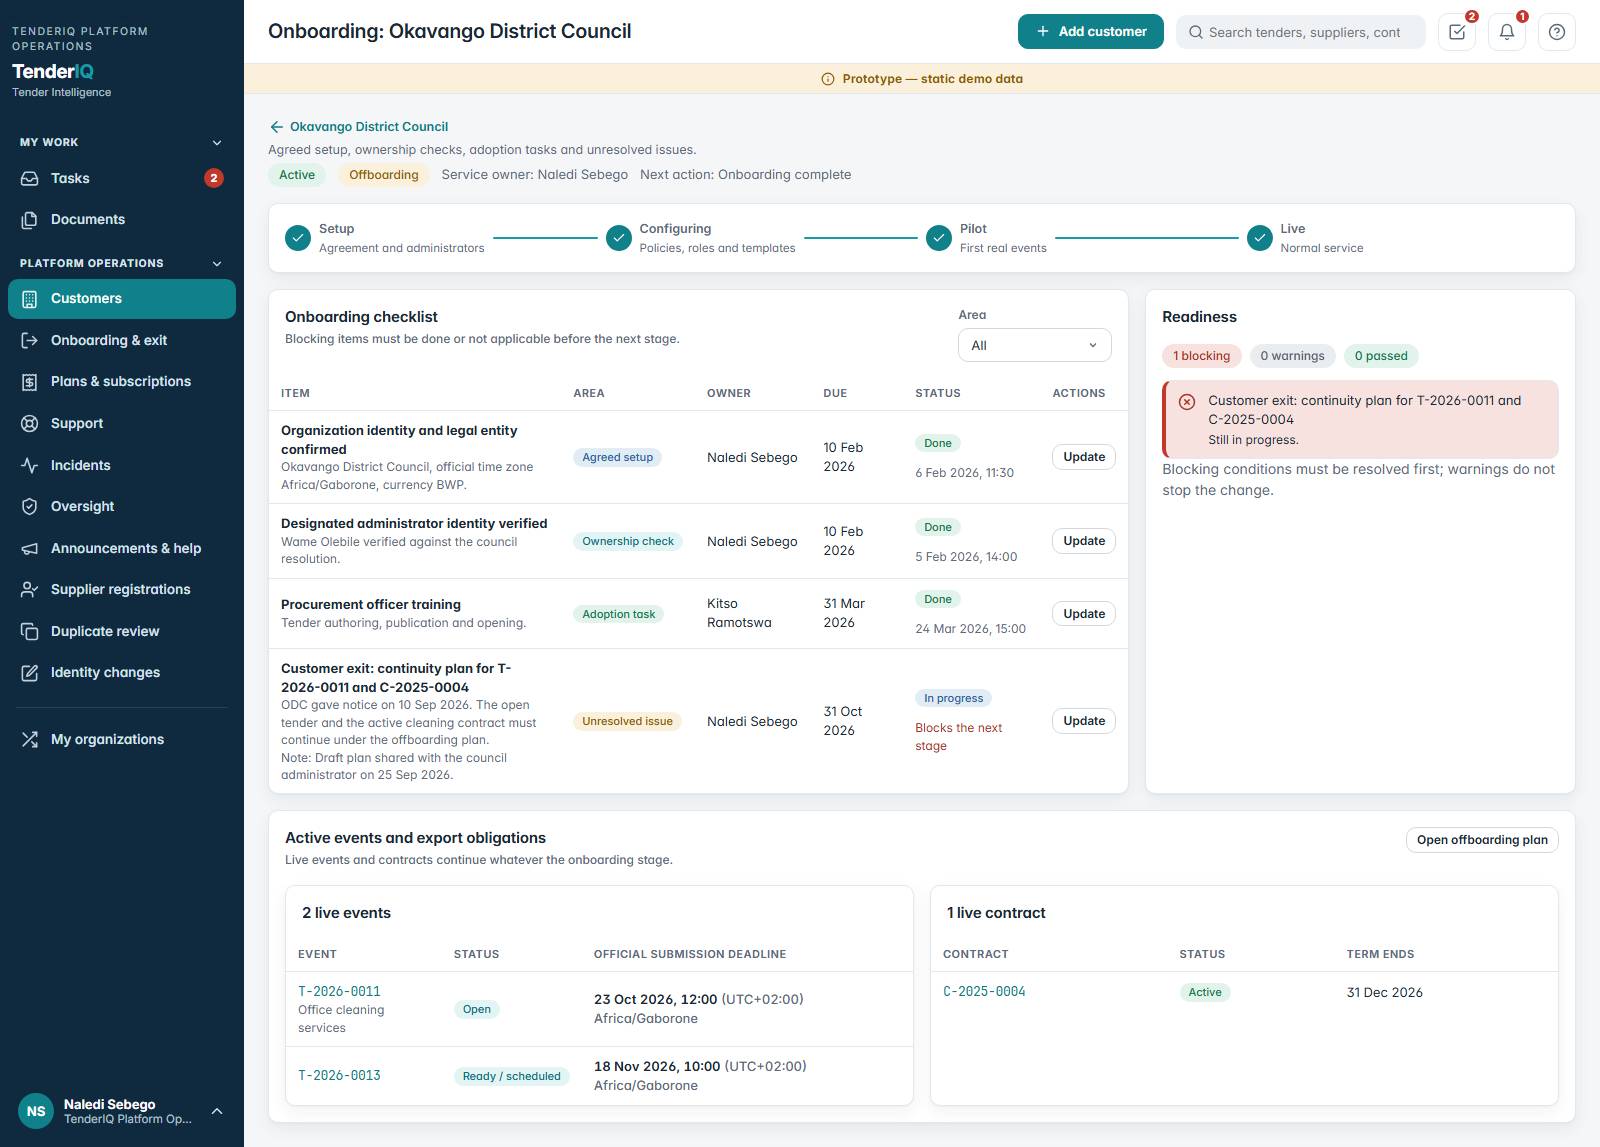 TENDERIQ PLATFORM
OPERATIONS
TenderIQ
Tender Intelligence
MY WORK
Tasks
2
Documents
PLATFORM OPERATIONS
Customers
Onboarding & exit
Plans & subscriptions
Support
Incidents
Oversight
Announcements & help
Supplier registrations
Duplicate review
Identity changes
My organizations
NS
Naledi Sebego
TenderIQ Platform Op...
Onboarding: Okavango District Council
Add customer
Search tenders, suppliers, cont
2
1
Prototype — static demo data
Okavango District Council
Agreed setup, ownership checks, adoption tasks and unresolved issues.
Active
Offboarding
Service owner: Naledi Sebego
Next action: Onboarding complete
Setup
Agreement and administrators
Configuring
Policies, roles and templates
Pilot
First real events
Live
Normal service
Onboarding checklist
Blocking items must be done or not applicable before the next stage.
Area
All
ITEM
AREA
OWNER
DUE
STATUS
ACTIONS
Organization identity and legal entity
confirmed
Okavango District Council, official time zone
Africa/Gaborone, currency BWP.
Agreed setup
Naledi Sebego
10 Feb
2026
Done
6 Feb 2026, 11:30
Update
Designated administrator identity verified
Wame Olebile verified against the council
resolution.
Ownership check
Naledi Sebego
10 Feb
2026
Done
5 Feb 2026, 14:00
Update
Procurement officer training
Tender authoring, publication and opening.
Adoption task
Kitso
Ramotswa
31 Mar
2026
Done
24 Mar 2026, 15:00
Update
Customer exit: continuity plan for T-
2026-0011 and C-2025-0004
ODC gave notice on 10 Sep 2026. The open
tender and the active cleaning contract must
continue under the offboarding plan.
Note: Draft plan shared with the council
administrator on 25 Sep 2026.
Unresolved issue
Naledi Sebego
31 Oct
2026
In progress
Blocks the next
stage
Update
Readiness
1 blocking
0 warnings
0 passed
Customer exit: continuity plan for T-2026-0011 and
C-2025-0004
Still in progress.
Blocking conditions must be resolved first; warnings do not
stop the change.
Active events and export obligations
Live events and contracts continue whatever the onboarding stage.
Open offboarding plan
2 live events
EVENT
STATUS
OFFICIAL SUBMISSION DEADLINE
T-2026-0011
Office cleaning
services
Open
23 Oct 2026, 12:00 (UTC+02:00)
Africa/Gaborone
T-2026-0013
Ready / scheduled
18 Nov 2026, 10:00 (UTC+02:00)
Africa/Gaborone
1 live contract
CONTRACT
STATUS
TERM ENDS
C-2025-0004
Active
31 Dec 2026